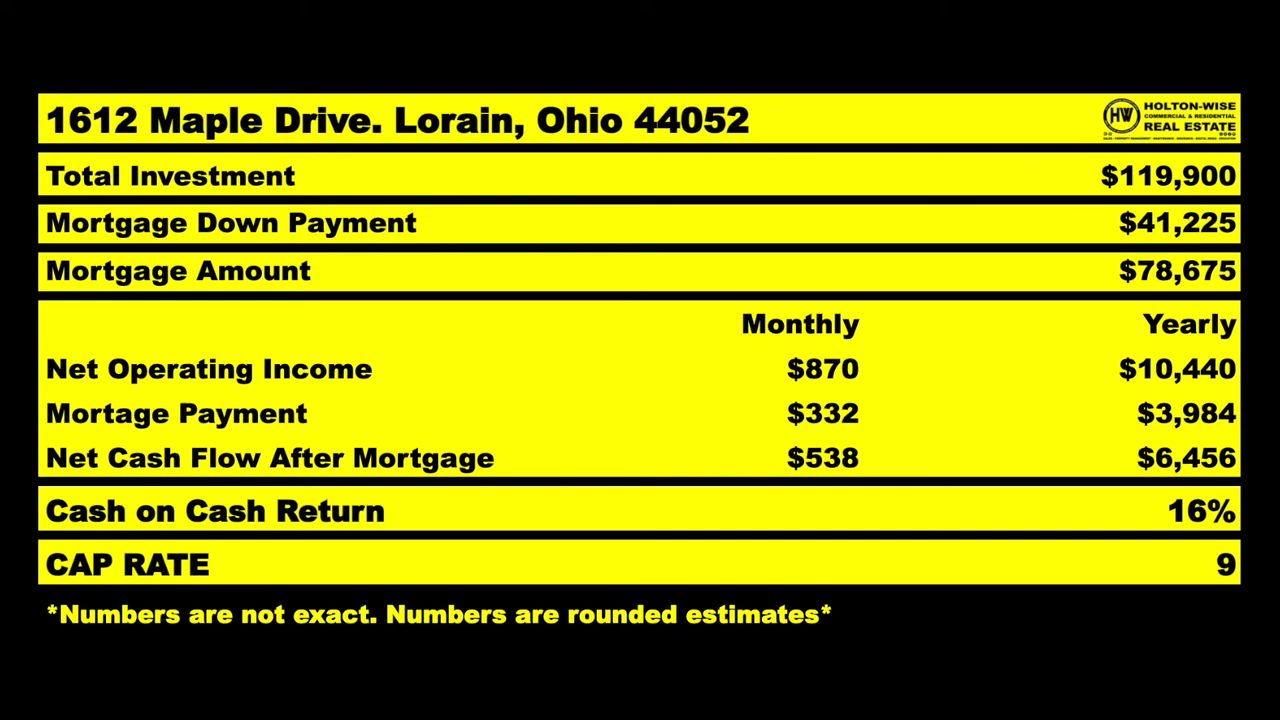 1612 Maple Drive. Lorain, Ohio 44052
HW HOLTON-WISE
COMMERCIAL & RESIDENTIAL
REAL ESTATE
Total Investment $119,900
Mortgage Down Payment $41,225
Mortgage Amount $78,675
Monthly Yearly
Net Operating Income $870 $10,440
Mortage Payment $332 $3,984
Net Cash Flow After Mortgage $538 $6,456
Cash on Cash Return 16%
CAP RATE 9
*Numbers are not exact. Numbers are rounded estimates*